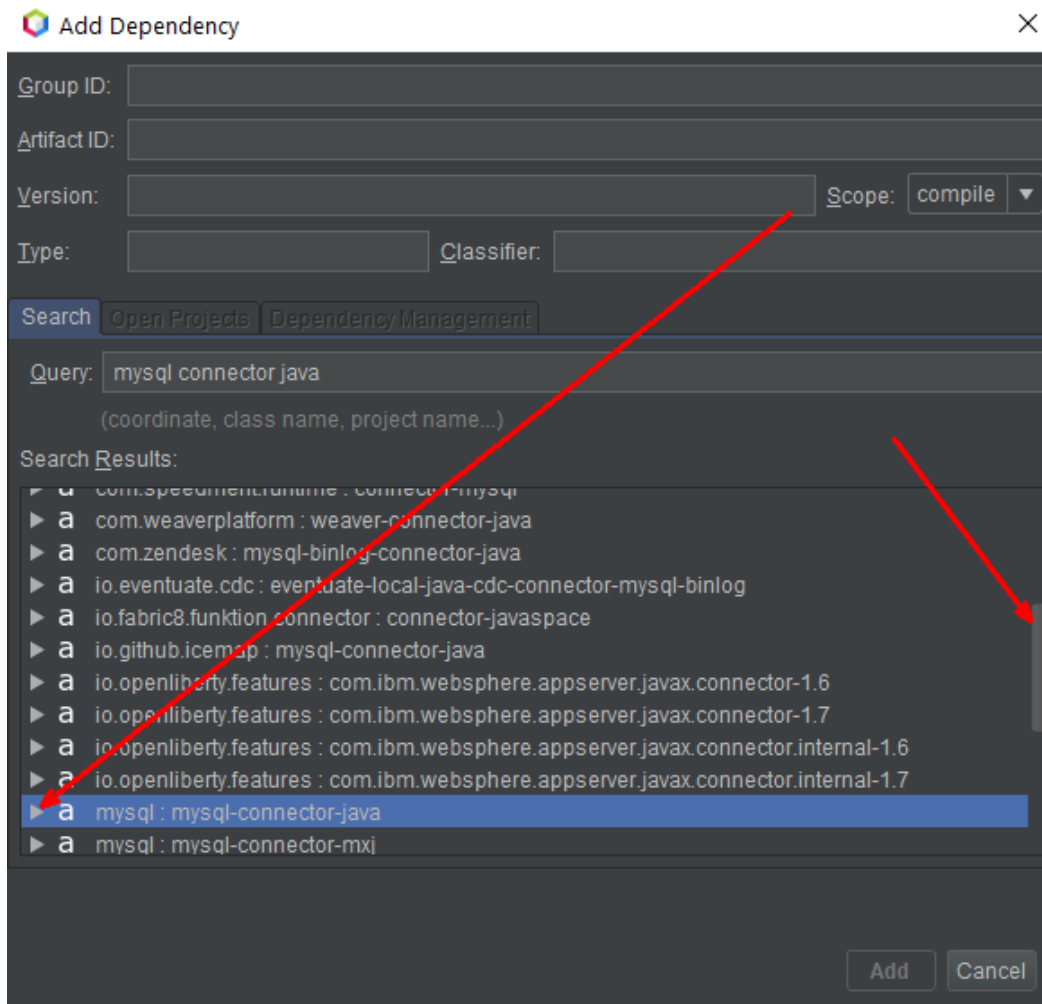 Add Dependency
Group ID:
Artifact ID:
Version:
Scope: compile
Type:
Classifier:
Search Open Projects Dependency Management
Query: mysql connector java
(coordinate, class name, project name...)
Search Results:
a com.speedment.runtime : connector-mysql
a com.weaverplatform : weaver-connector-java
a com.zendesk : mysql-binlog-connector-java
a io.eventuate.cdc : eventuate-local-java-cdc-connector-mysql-binlog
a io.fabric8.funktion.connector : connector-javaspace
a io.github.icemap : mysql-connector-java
a io.openliberty.features : com.ibm.websphere.appserver.javax.connector-1.6
a io.openliberty.features : com.ibm.websphere.appserver.javax.connector-1.7
a io.openliberty.features : com.ibm.websphere.appserver.javax.connector.internal-1.6
a io.openliberty.features : com.ibm.websphere.appserver.javax.connector.internal-1.7
a mysql : mysql-connector-java
a mysql : mysql-connector-mxj
Add Cancel